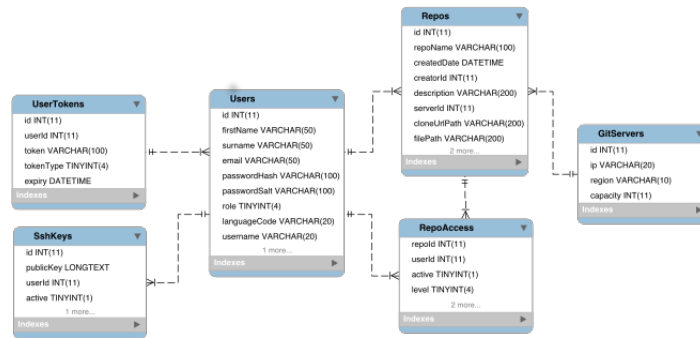 Repos
id INT(11)
repoName VARCHAR(100)
createdDate DATETIME
creatorId INT(11)
description VARCHAR(200)
serverId INT(11)
cloneUrlPath VARCHAR(200)
filePath VARCHAR(200)
2 more...
Indexes
UserTokens
id INT(11)
userId INT(11)
token VARCHAR(100)
tokenType TINYINT(4)
expiry DATETIME
Indexes
Users
id INT(11)
firstName VARCHAR(50)
surname VARCHAR(50)
email VARCHAR(50)
passwordHash VARCHAR(100)
passwordSalt VARCHAR(100)
role TINYINT(4)
languageCode VARCHAR(20)
username VARCHAR(20)
1 more...
Indexes
GitServers
id INT(11)
ip VARCHAR(20)
region VARCHAR(10)
capacity INT(11)
Indexes
SshKeys
id INT(11)
publicKey LONGTEXT
userId INT(11)
active TINYINT(1)
1 more...
Indexes
RepoAccess
repoId INT(11)
userId INT(11)
active TINYINT(1)
level TINYINT(4)
2 more...
Indexes